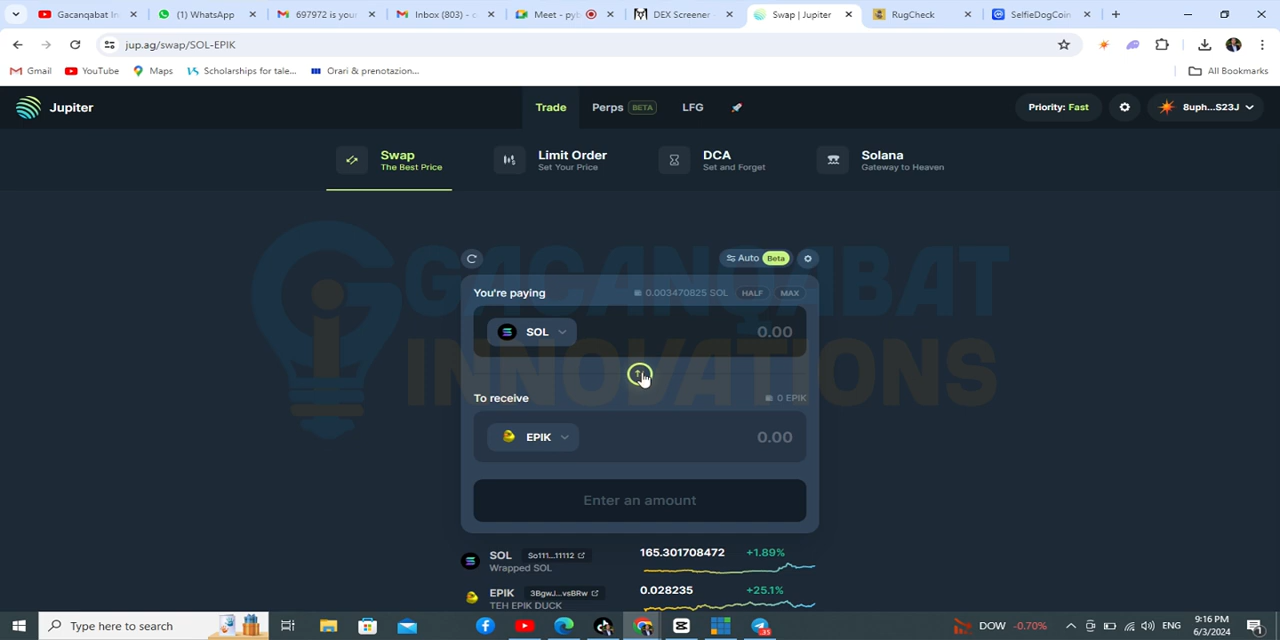 Gacanqabat In
(1) WhatsApp
697972 is your
Inbox (803) - c
Meet - pyb
DEX Screener
Swap | Jupiter
RugCheck
SelfieDogCoin
jup.ag/swap/SOL-EPIK
Gmail
YouTube
Maps
Scholarships for tale...
Orari & prenotazion...
All Bookmarks
Jupiter
Trade
Perps BETA
LFG
Priority: Fast
8uph...S23J
Swap
The Best Price
Limit Order
Set Your Price
DCA
Set and Forget
Solana
Gateway to Heaven
GACANQABAT
INNOVATIONS
Auto Beta
You're paying
0.003470825 SOL HALF MAX
SOL
0.00
To receive
0 EPIK
EPIK
0.00
Enter an amount
SOL So111...11112
Wrapped SOL
165.301708472 +1.89%
EPIK 3BgwJ...vsBRw
TEH EPIK DUCK
0.028235 +25.1%
Type here to search
DOW -0.70%
ENG
9:16 PM
6/3/2024